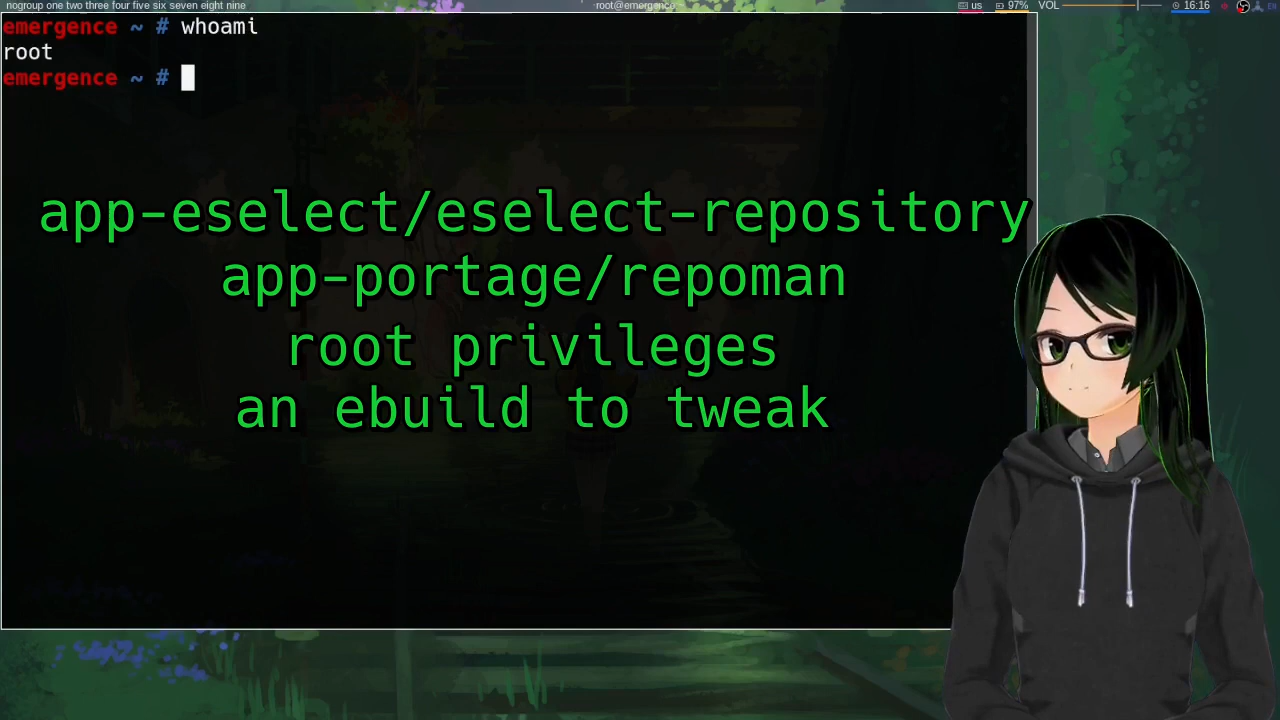 nogroup one two three four five six seven eight nine
root@emergence:~
us
97%
VOL
16:16
emergence ~ # whoami
root
emergence ~ #
app-eselect/eselect-repository
app-portage/repoman
root privileges
an ebuild to tweak